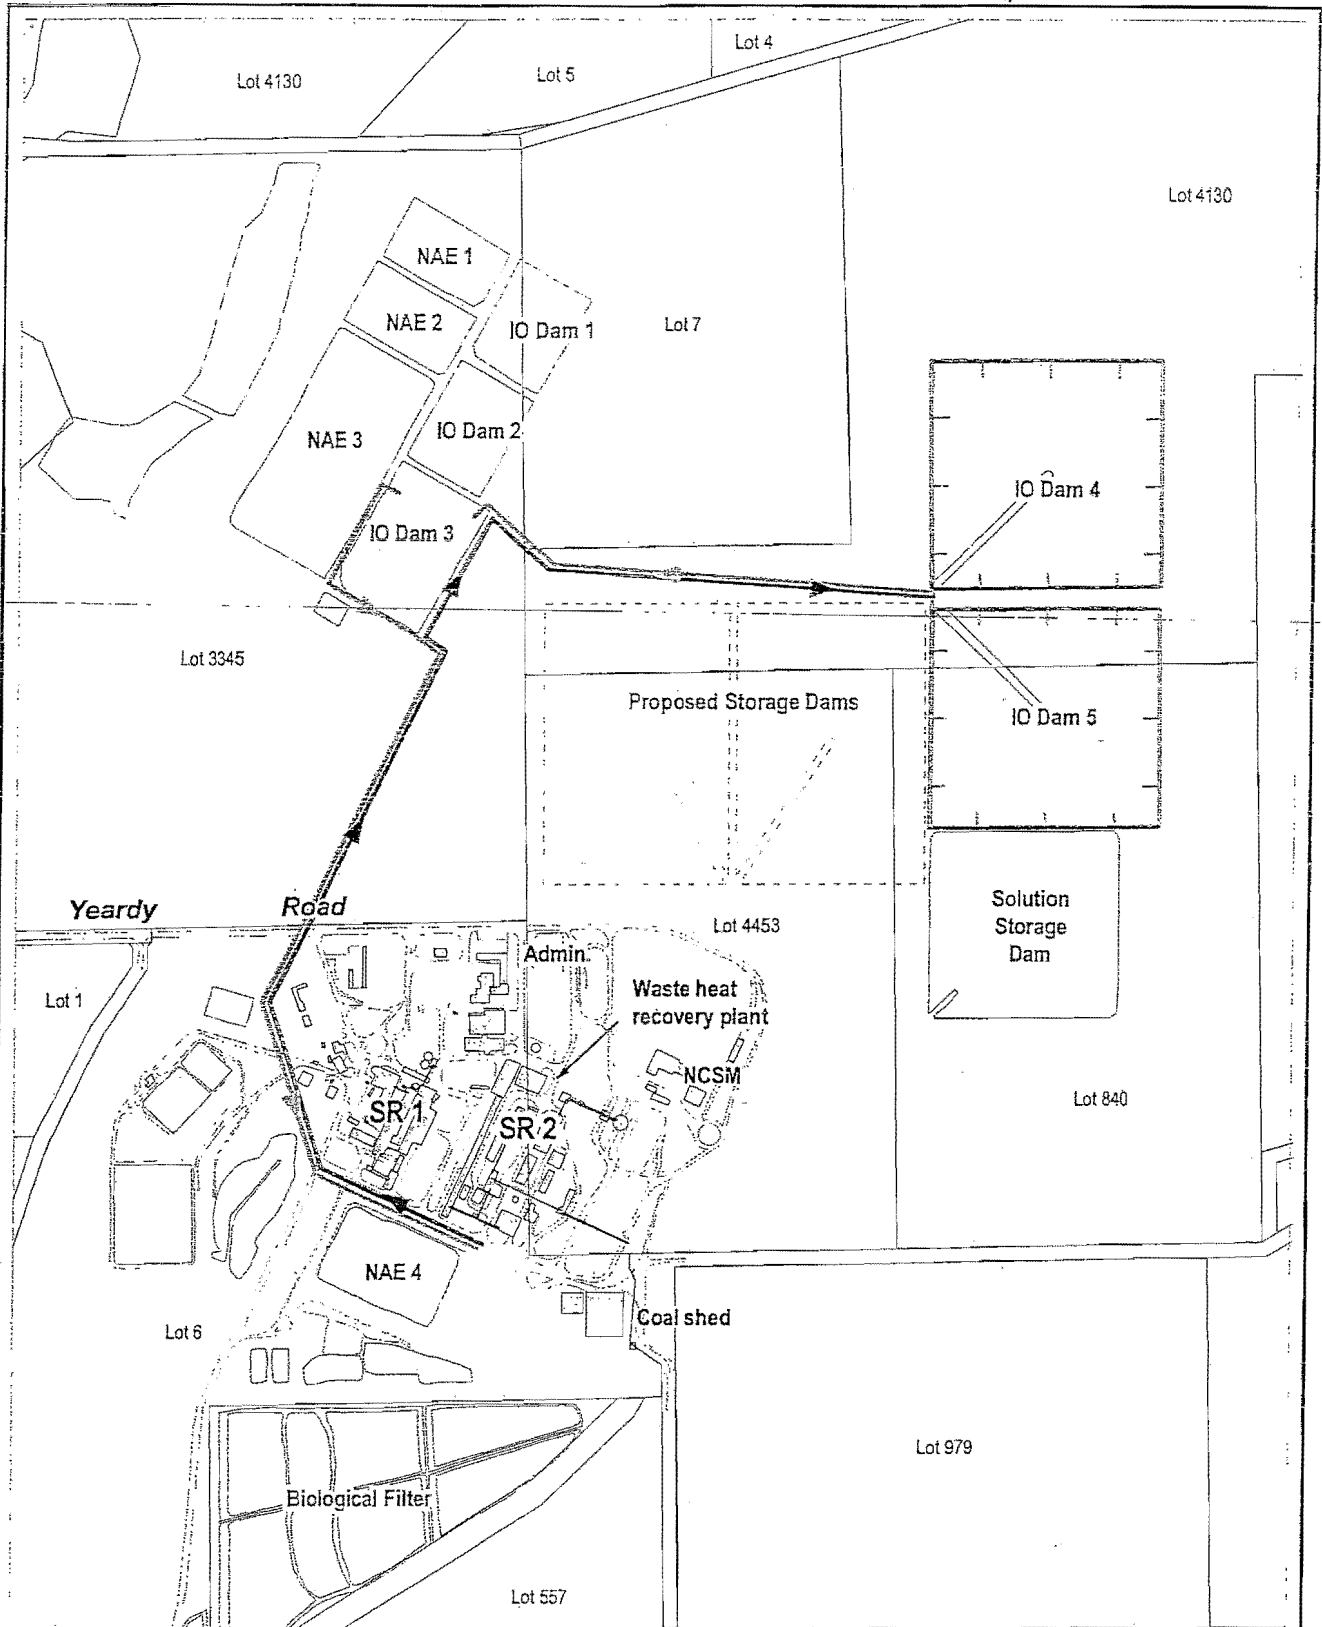 Lot 4
Lot 4130
Lot 5
Lot 4130
NAE 1
NAE 2
IO Dam 1
Lot 7
NAE 3
IO Dam 2
IO Dam 4
IO Dam 3
Lot 3345
Proposed Storage Dams
IO Dam 5
Yeardy Road
Solution
Storage
Dam
Lot 4453
Admin.
Lot 1
Waste heat
recovery plant
NCSM
SR 1
SR 2
Lot 840
NAE 4
Coal shed
Lot 6
Lot 979
Biological Filter
Lot 557